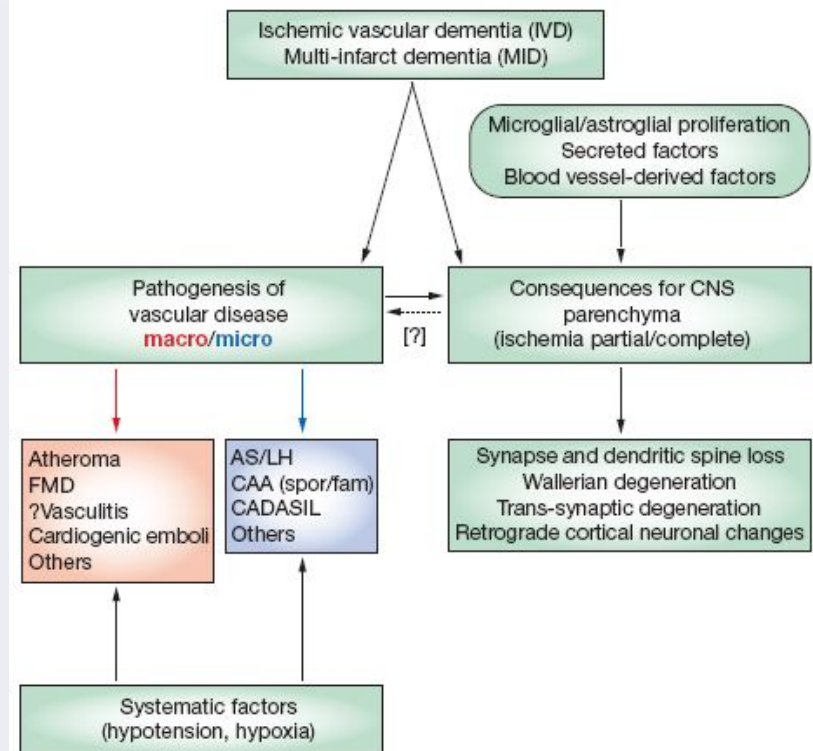 Ischemic vascular dementia (IVD)
Multi-infarct dementia (MID)
Microglial/astroglial proliferation
Secreted factors
Blood vessel-derived factors
Pathogenesis of
vascular disease
macro/micro
[?]
Consequences for CNS
parenchyma
(ischemia partial/complete)
Atheroma
FMD
?Vasculitis
Cardiogenic emboli
Others
AS/LH
CAA (spor/fam)
CADASIL
Others
Synapse and dendritic spine loss
Wallerian degeneration
Trans-synaptic degeneration
Retrograde cortical neuronal changes
Systematic factors
(hypotension, hypoxia)